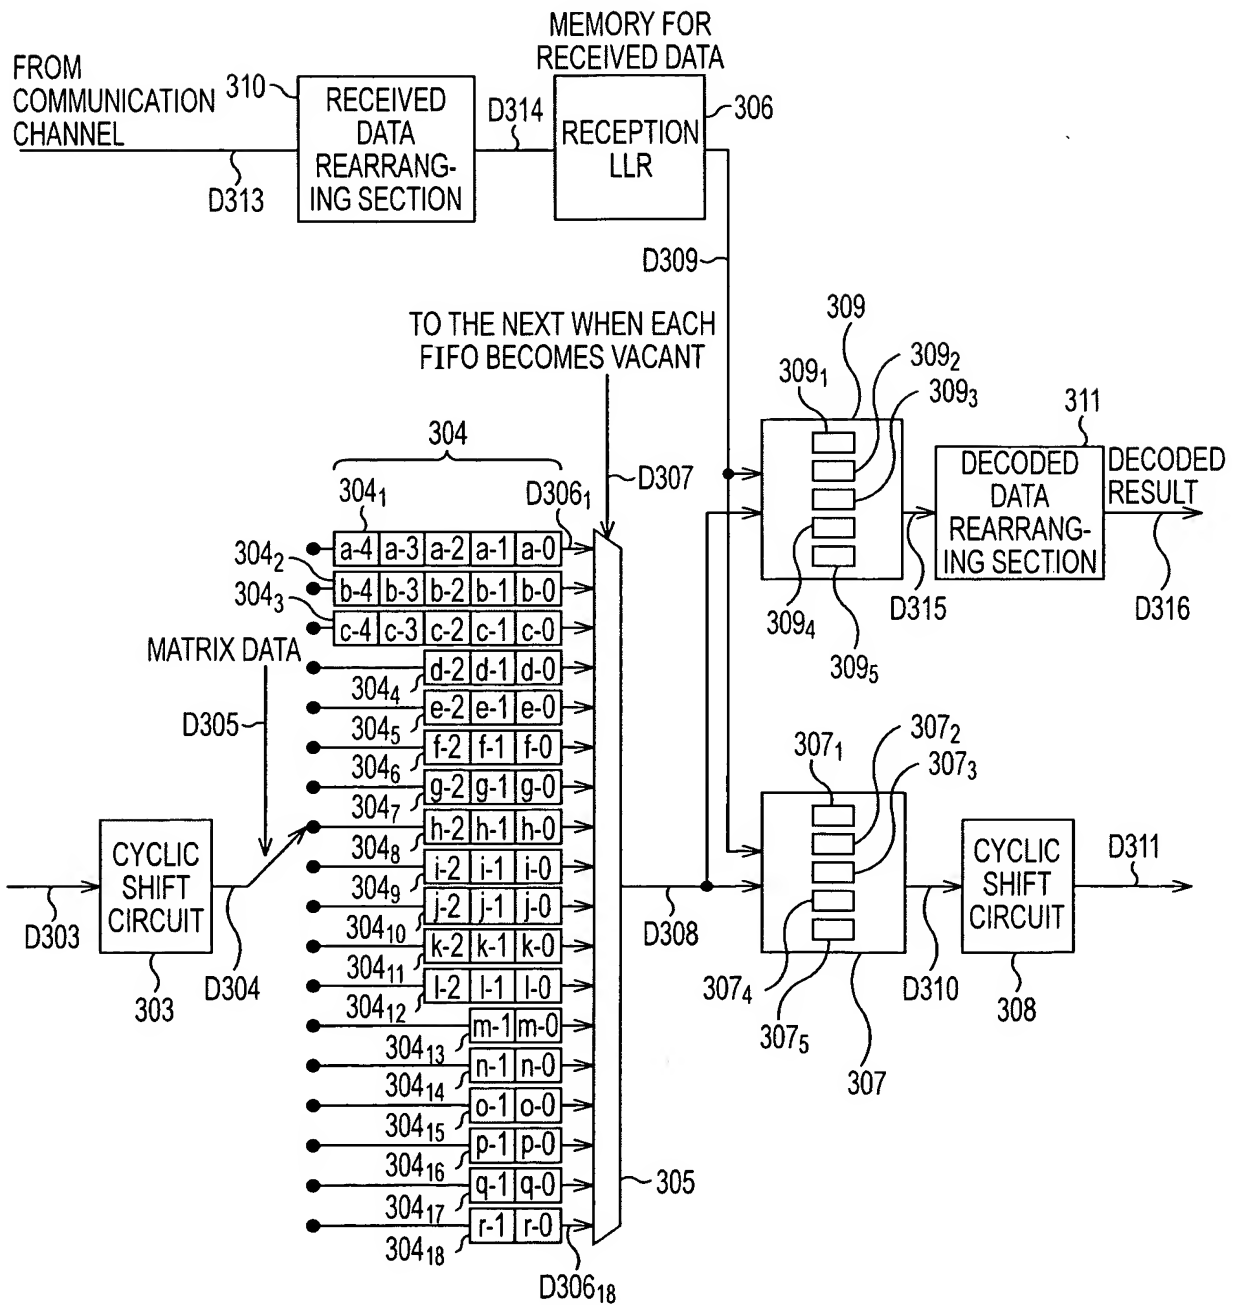 MEMORY FOR
RECEIVED DATA
FROM
COMMUNICATION
CHANNEL
310
RECEIVED
DATA
REARRANG-
ING SECTION
D313
D314
RECEPTION
LLR
306
D309
TO THE NEXT WHEN EACH
FIFO BECOMES VACANT
D307
309
309₁
309₂
309₃
309₄
309₅
D315
311
DECODED
DATA
REARRANG-
ING SECTION
DECODED
RESULT
D316
304
D306₁
304₁
a-4 a-3 a-2 a-1 a-0
304₂
b-4 b-3 b-2 b-1 b-0
304₃
c-4 c-3 c-2 c-1 c-0
MATRIX DATA
D305
d-2 d-1 d-0
304₄
e-2 e-1 e-0
304₅
f-2 f-1 f-0
304₆
g-2 g-1 g-0
304₇
h-2 h-1 h-0
304₈
i-2 i-1 i-0
304₉
j-2 j-1 j-0
304₁₀
k-2 k-1 k-0
304₁₁
l-2 l-1 l-0
304₁₂
m-1 m-0
304₁₃
n-1 n-0
304₁₄
o-1 o-0
304₁₅
p-1 p-0
304₁₆
q-1 q-0
304₁₇
r-1 r-0
304₁₈
D306₁₈
305
D303
CYCLIC
SHIFT
CIRCUIT
303
D304
D308
307₁
307₂
307₃
307₄
307₅
307
D310
CYCLIC
SHIFT
CIRCUIT
308
D311